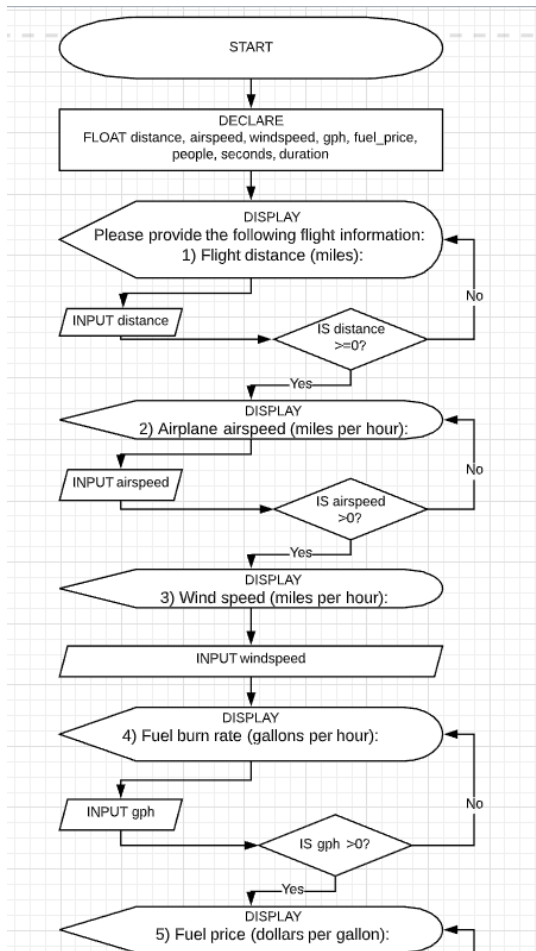 START
DECLARE
FLOAT distance, airspeed, windspeed, gph, fuel_price,
people, seconds, duration
DISPLAY
Please provide the following flight information:
1) Flight distance (miles):
No
INPUT distance
IS distance
>=0?
Yes
DISPLAY
2) Airplane airspeed (miles per hour):
No
INPUT airspeed
IS airspeed
>0?
Yes
DISPLAY
3) Wind speed (miles per hour):
INPUT windspeed
DISPLAY
4) Fuel burn rate (gallons per hour):
No
INPUT gph
IS gph >0?
Yes
DISPLAY
5) Fuel price (dollars per gallon):